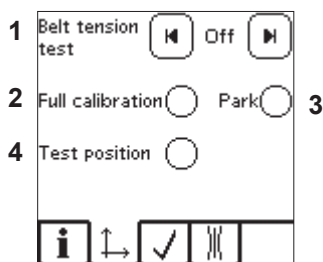 1 Belt tension test Off
2 Full calibration Park 3
4 Test position
i